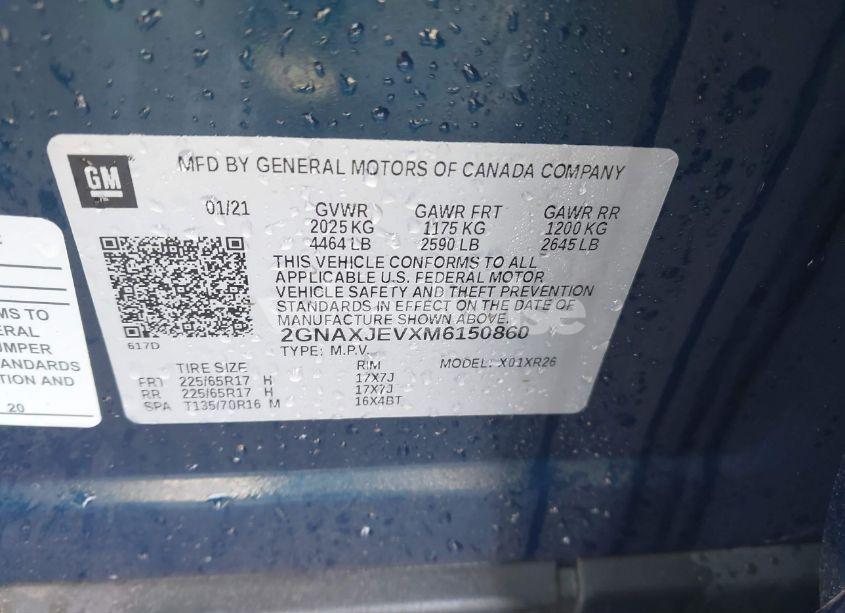 GM
MFD BY GENERAL MOTORS OF CANADA COMPANY
01/21 GVWR GAWR FRT GAWR RR
2025 KG 1175 KG 1200 KG
4464 LB 2590 LB 2645 LB
THIS VEHICLE CONFORMS TO ALL
APPLICABLE U.S. FEDERAL MOTOR
VEHICLE SAFETY AND THEFT PREVENTION
STANDARDS IN EFFECT ON THE DATE OF
MANUFACTURE SHOWN ABOVE.
617D
2GNAXJEVXM6150860
TYPE: M.P.V.
TIRE SIZE RIM MODEL: X01XR26
FRT 225/65R17 H 17X7J
RR 225/65R17 H 17X7J
SPA T135/70R16 M 16X4BT
MS TO
ERAL
UMPER
TANDARDS
TION AND
20